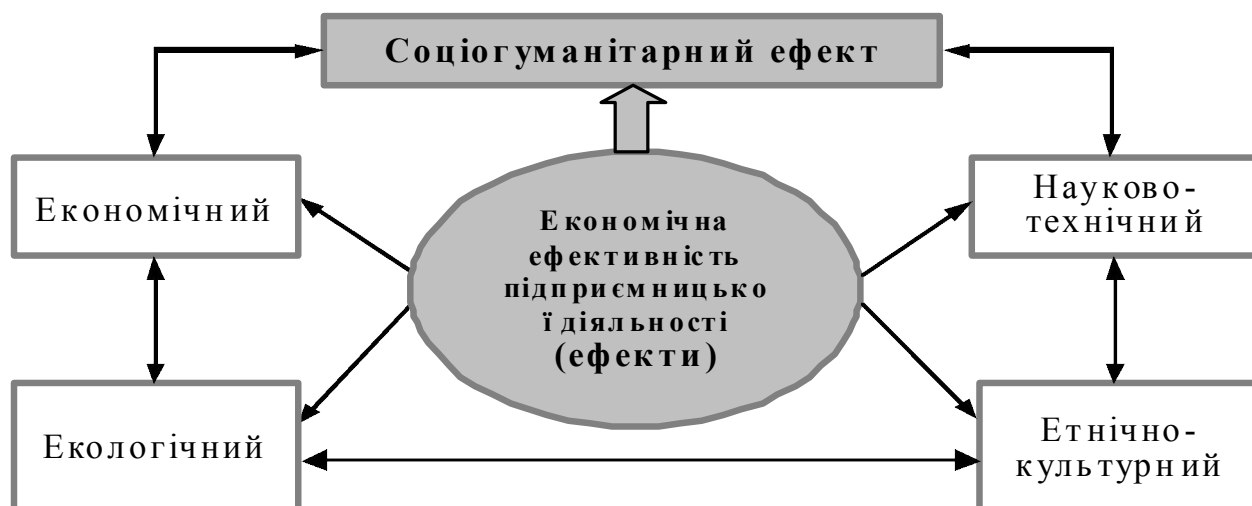 Соціогуманітарний ефект
Економічний
Економічна
ефективність
підприємницько
ї діяльності
(ефекти)
Науково-
технічний
Екологічний
Етнічно-
культурний